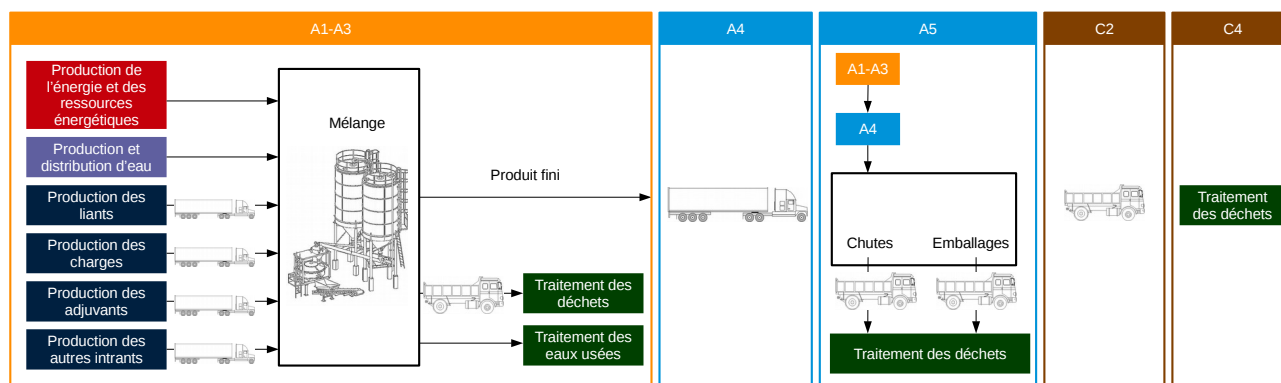 A1-A3
Production de
l'énergie et des
ressources
énergétiques
Production et
distribution d'eau
Production des
liants
Production des
charges
Production des
adjuvants
Production des
autres intrants
Mélange
Produit fini
Traitement des
déchets
Traitement des
eaux usées
A4
A5
A1-A3
A4
Chutes
Emballages
Traitement des déchets
C2
C4
Traitement
des déchets